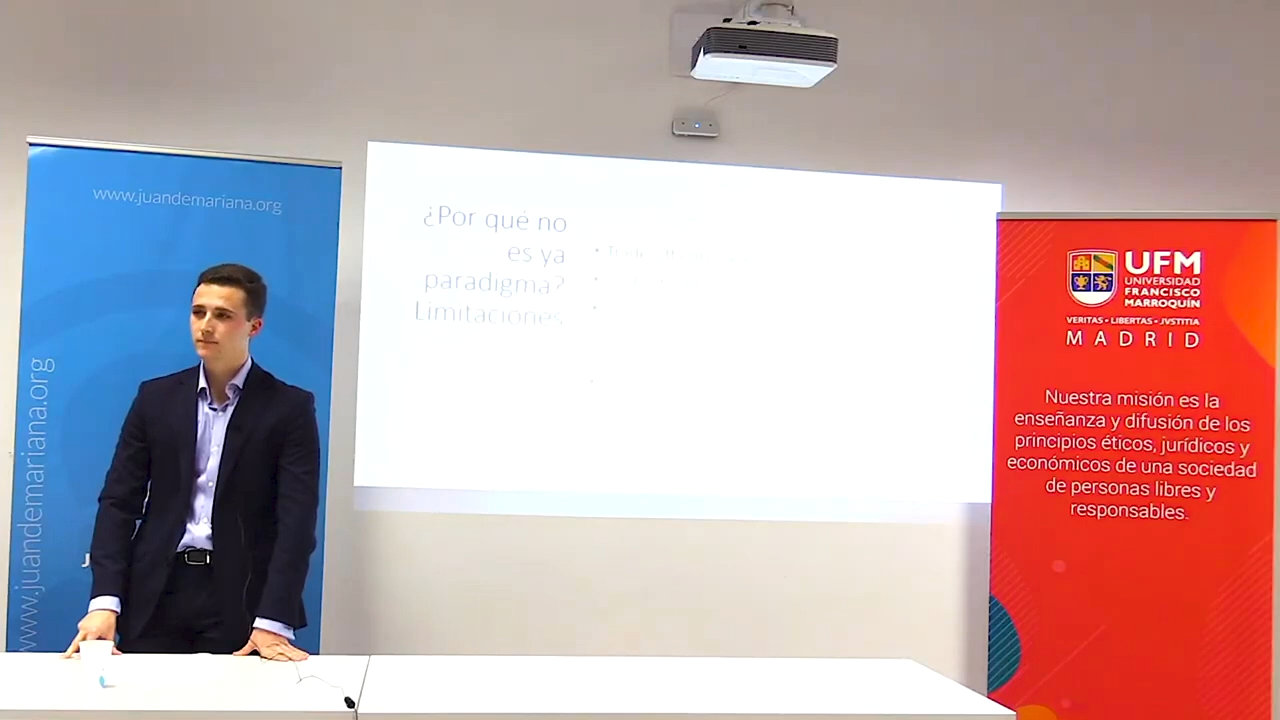 www.juandemariana.org
www.juandemariana.org
J
¿Por qué no
es ya
paradigma?
Limitaciones
UFM
UNIVERSIDAD
FRANCISCO
MARROQUÍN
VERITAS - LIBERTAS - JVSTITIA
MADRID
Nuestra misión es la
enseñanza y difusión de los
principios éticos, jurídicos y
económicos de una sociedad
de personas libres y
responsables.